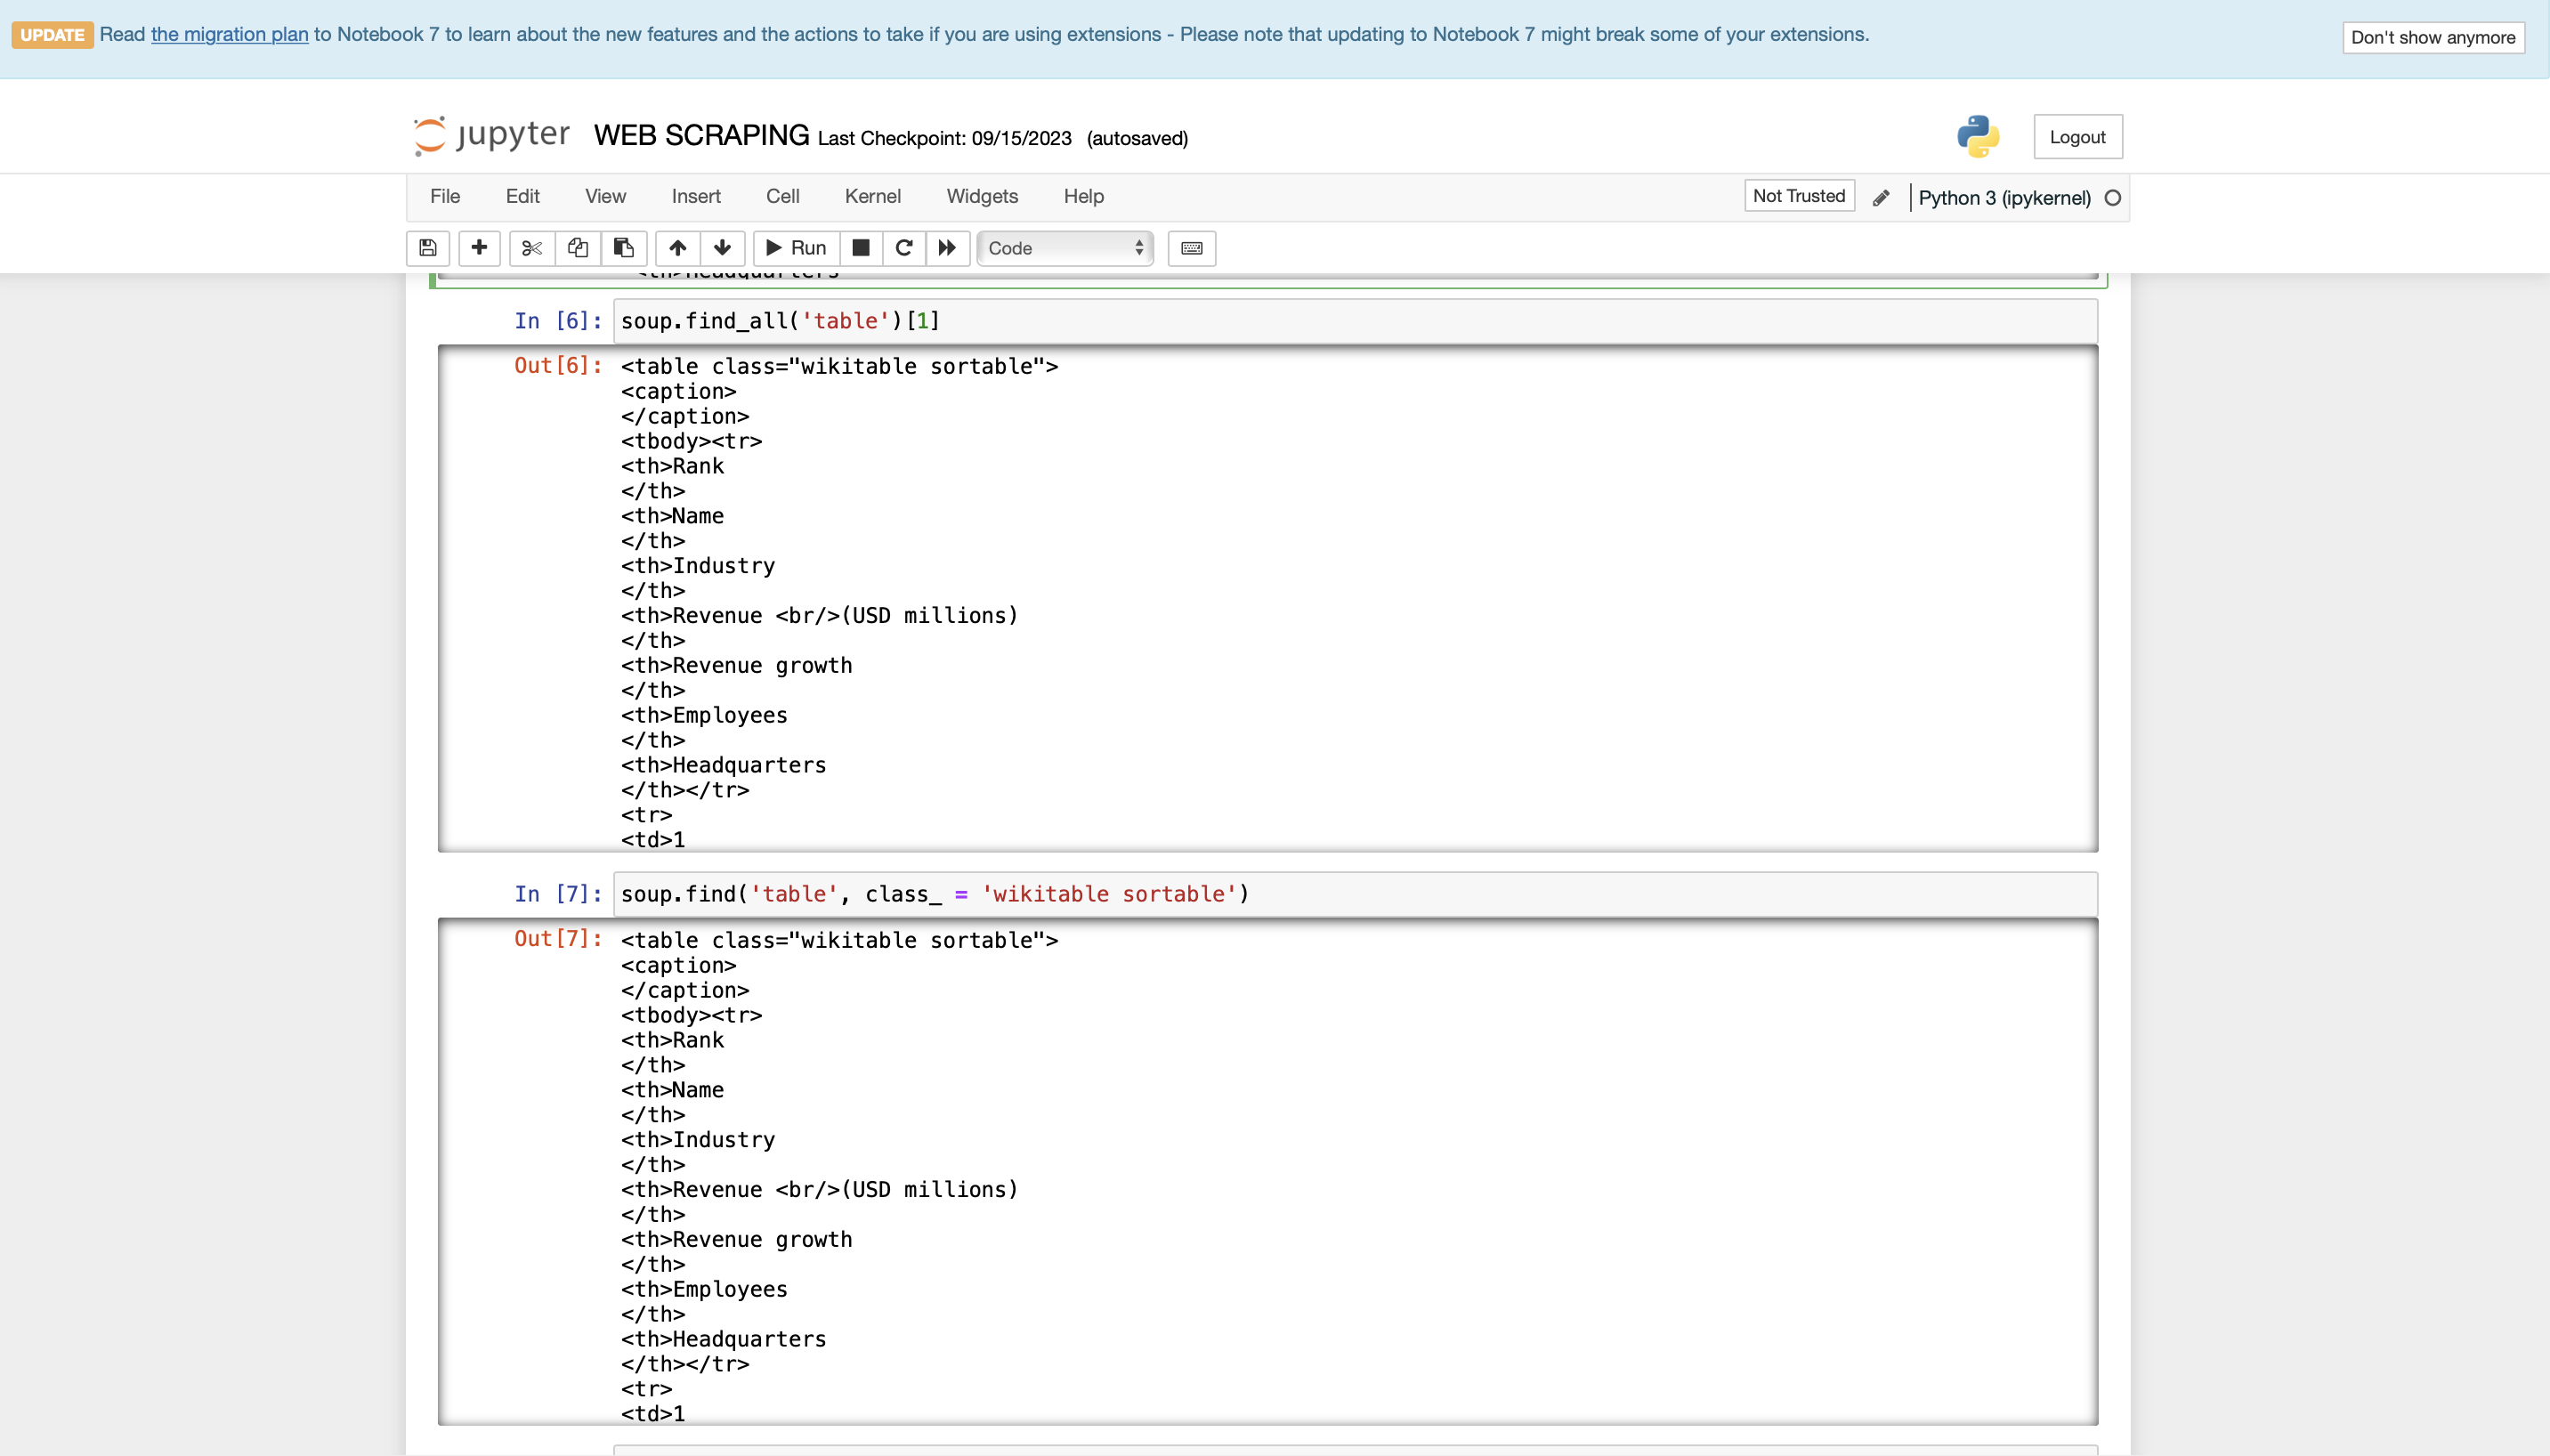 UPDATE Read the migration plan to Notebook 7 to learn about the new features and the actions to take if you are using extensions - Please note that updating to Notebook 7 might break some of your extensions.
Don't show anymore
jupyter WEB SCRAPING Last Checkpoint: 09/15/2023 (autosaved)
Logout
File Edit View Insert Cell Kernel Widgets Help
Not Trusted
Python 3 (ipykernel)
Run
Code
<th>Headquarters
In [6]: soup.find_all('table')[1]
Out[6]: <table class="wikitable sortable">
<caption>
</caption>
<tbody><tr>
<th>Rank
</th>
<th>Name
</th>
<th>Industry
</th>
<th>Revenue <br/>(USD millions)
</th>
<th>Revenue growth
</th>
<th>Employees
</th>
<th>Headquarters
</th></tr>
<tr>
<td>1
In [7]: soup.find('table', class_ = 'wikitable sortable')
Out[7]: <table class="wikitable sortable">
<caption>
</caption>
<tbody><tr>
<th>Rank
</th>
<th>Name
</th>
<th>Industry
</th>
<th>Revenue <br/>(USD millions)
</th>
<th>Revenue growth
</th>
<th>Employees
</th>
<th>Headquarters
</th></tr>
<tr>
<td>1